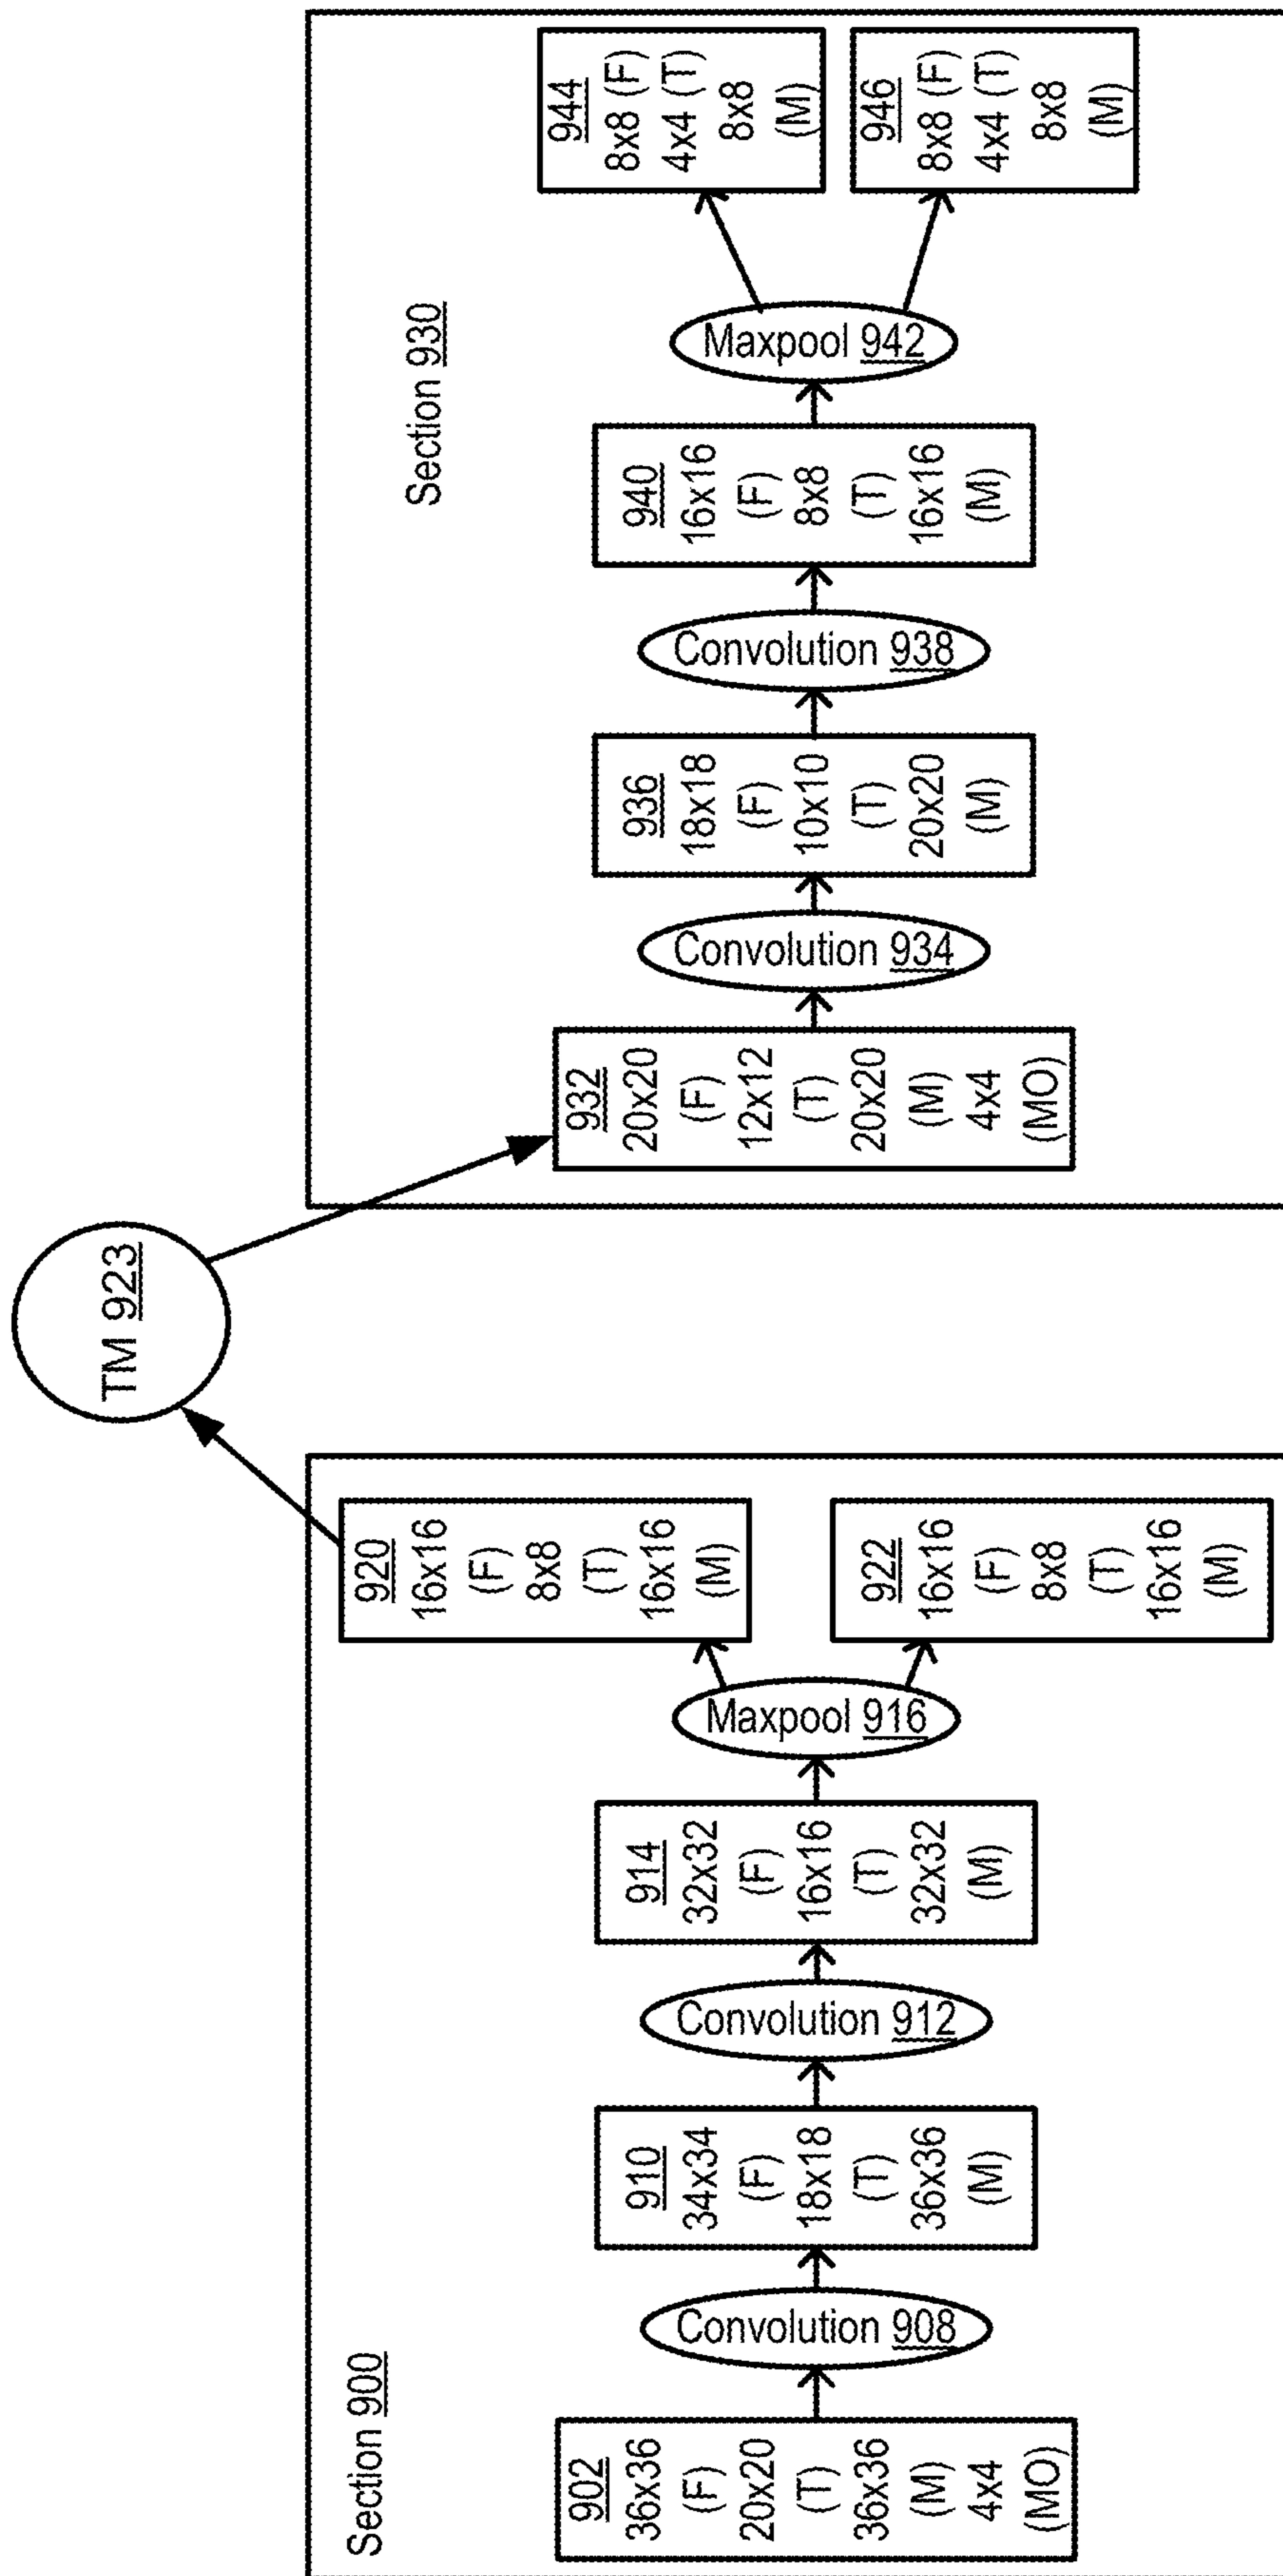 Section 900
902
36x36
(F)
20x20
(T)
36x36
(M)
4x4
(MO)
Convolution 908
910
34x34
(F)
18x18
(T)
36x36
(M)
Convolution 912
914
32x32
(F)
16x16
(T)
32x32
(M)
Maxpool 916
920
16x16
(F)
8x8
(T)
16x16
(M)
922
16x16
(F)
8x8
(T)
16x16
(M)
TM 923
Section 930
932
20x20
(F)
12x12
(T)
20x20
(M)
4x4
(MO)
Convolution 934
936
18x18
(F)
10x10
(T)
20x20
(M)
Convolution 938
940
16x16
(F)
8x8
(T)
16x16
(M)
Maxpool 942
944
8x8 (F)
4x4 (T)
8x8
(M)
946
8x8 (F)
4x4 (T)
8x8
(M)